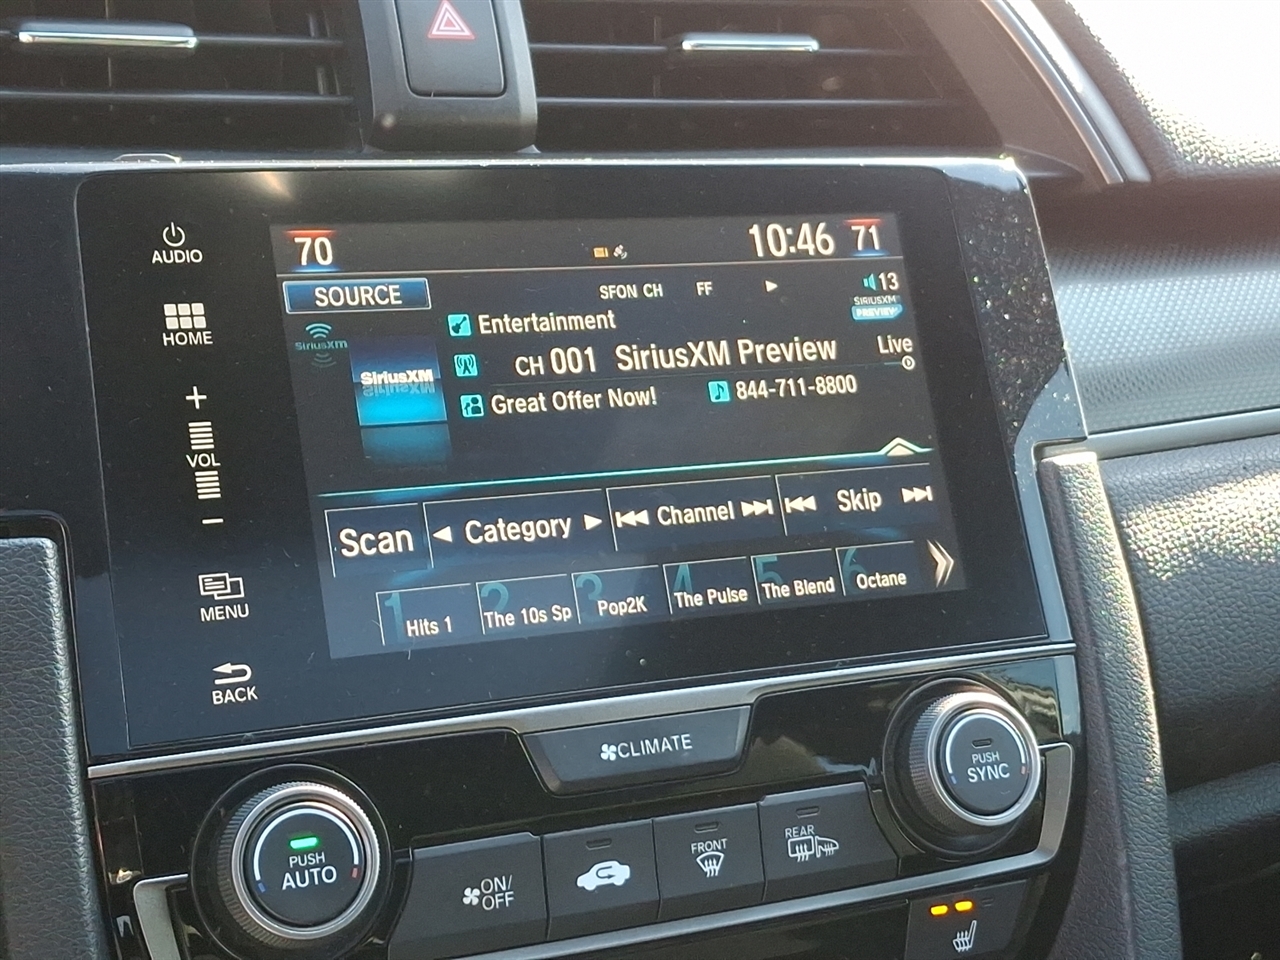 AUDIO
HOME
+
VOL
−
MENU
BACK
70
10:46
71
SOURCE
SFON CH
FF
13
SIRIUSXM
PREVIEW
SiriusXM
SiriusXM
Entertainment
CH 001 SiriusXM Preview
Live
Great Offer Now!
844-711-8800
Scan
Category
Channel
Skip
1 Hits 1
2 The 10s Sp
3 Pop2K
4 The Pulse
5 The Blend
6 Octane
CLIMATE
PUSH
AUTO
ON/
OFF
FRONT
REAR
PUSH
SYNC